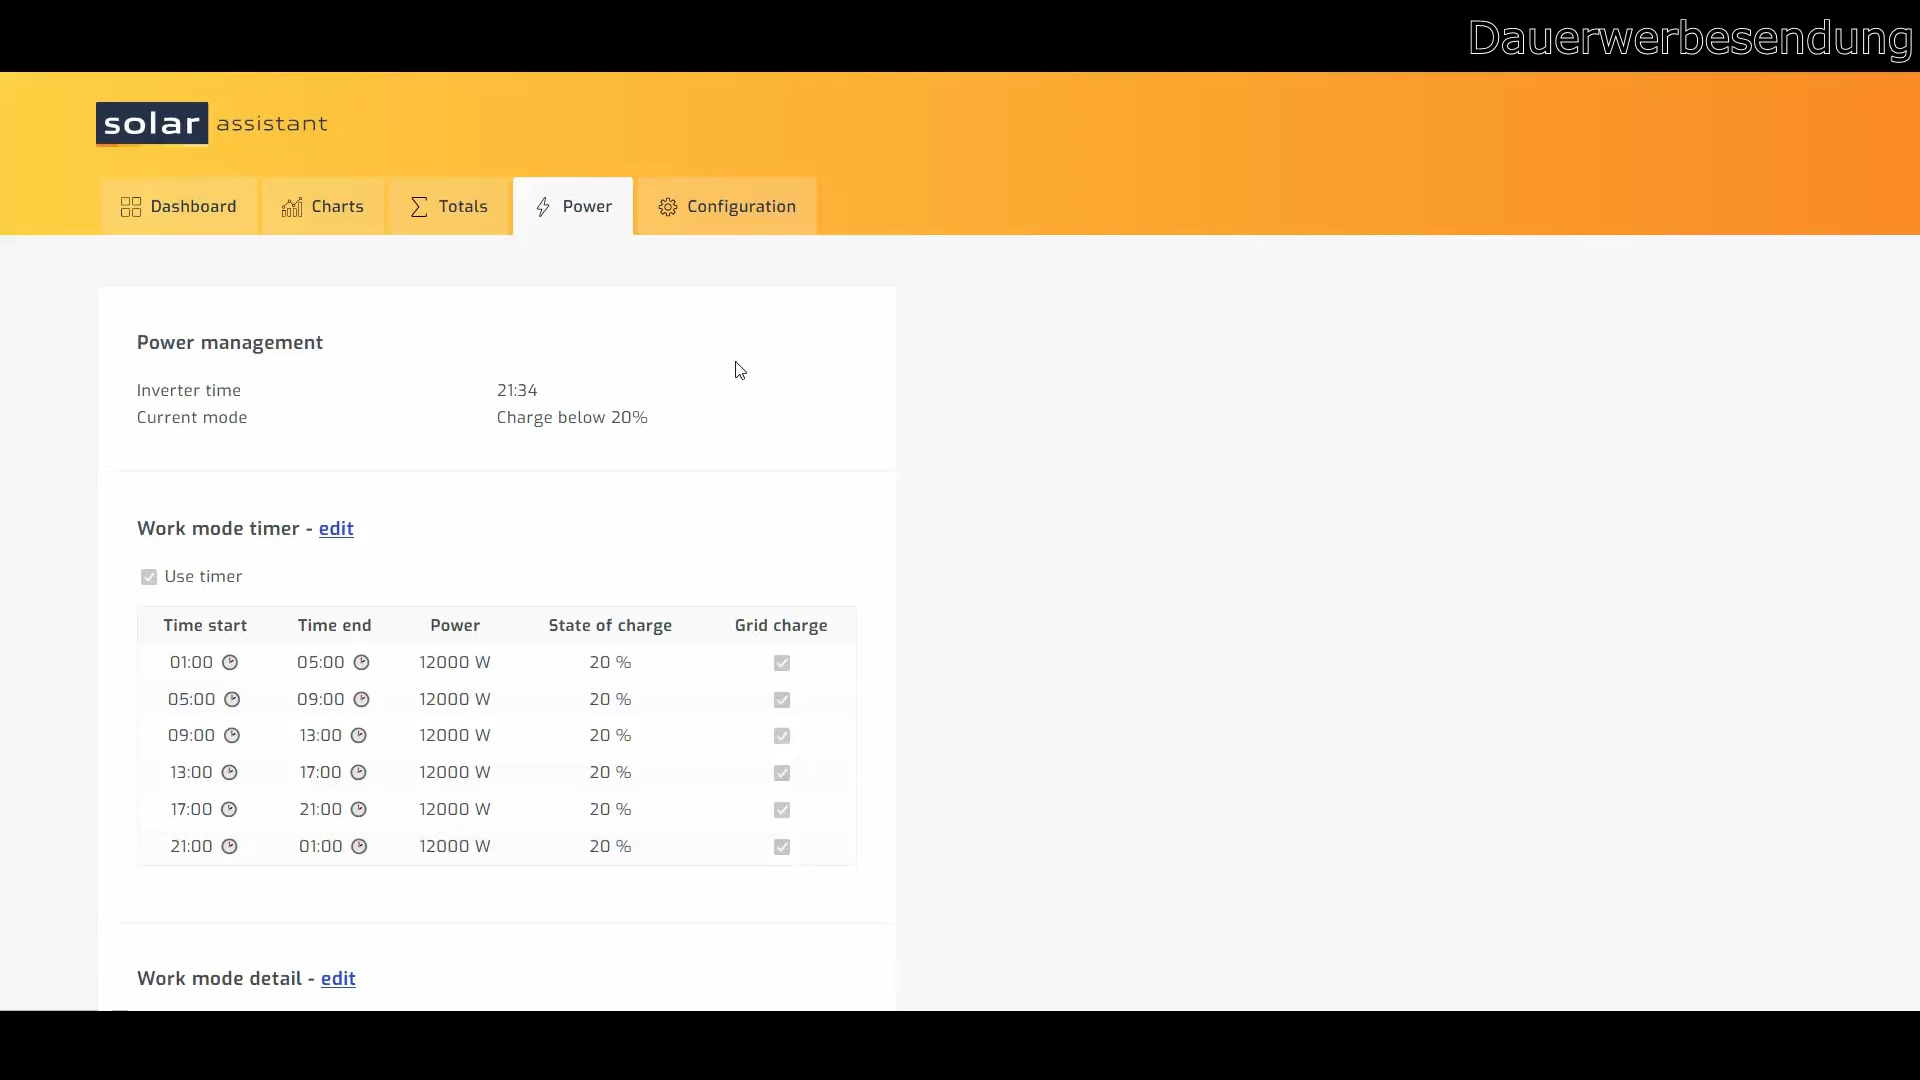 Dauerwerbesendung
solar assistant
Dashboard Charts Totals Power Configuration
Power management
Inverter time 21:34
Current mode Charge below 20%
Work mode timer - edit
Use timer
Time start Time end Power State of charge Grid charge
01:00 05:00 12000 W 20 %
05:00 09:00 12000 W 20 %
09:00 13:00 12000 W 20 %
13:00 17:00 12000 W 20 %
17:00 21:00 12000 W 20 %
21:00 01:00 12000 W 20 %
Work mode detail - edit